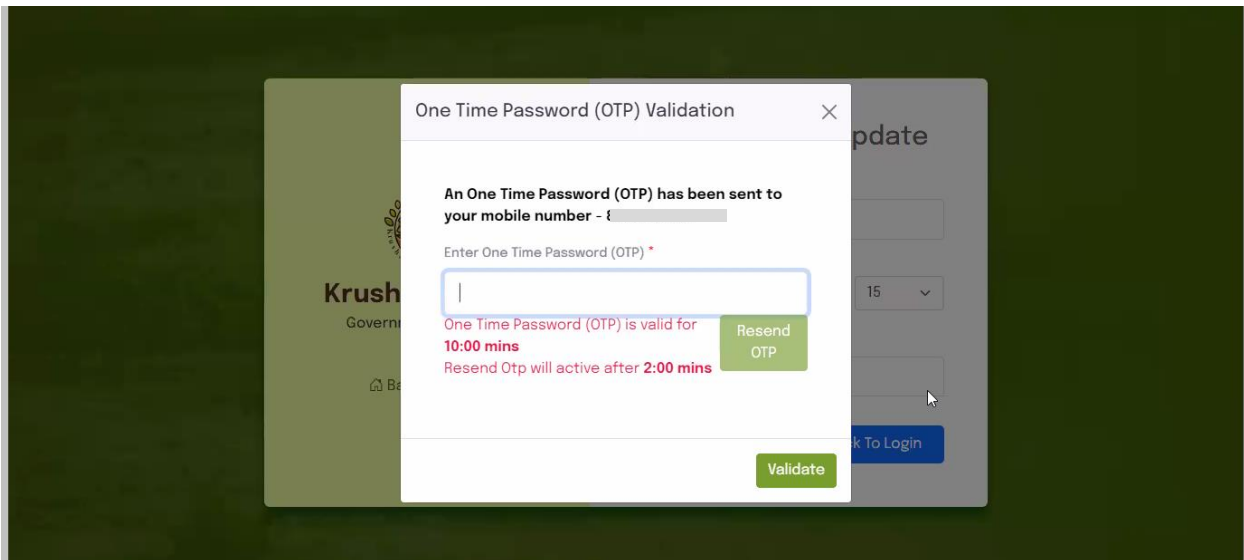 One Time Password (OTP) Validation
pdate
An One Time Password (OTP) has been sent to
your mobile number -
Enter One Time Password (OTP) *
Krush
15
Governm
One Time Password (OTP) is valid for
10:00 mins
Resend
OTP
Resend Otp will active after 2:00 mins
Ba
k To Login
Validate